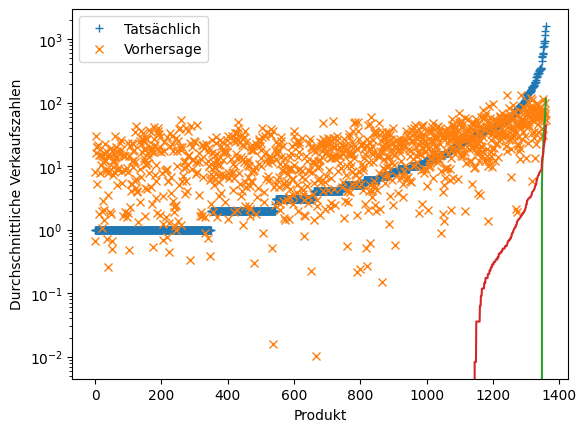 Tatsächlich
Vorhersage
Durchschnittliche Verkaufszahlen
10³
10²
10¹
10⁰
10⁻¹
10⁻²
0 200 400 600 800 1000 1200 1400
Produkt